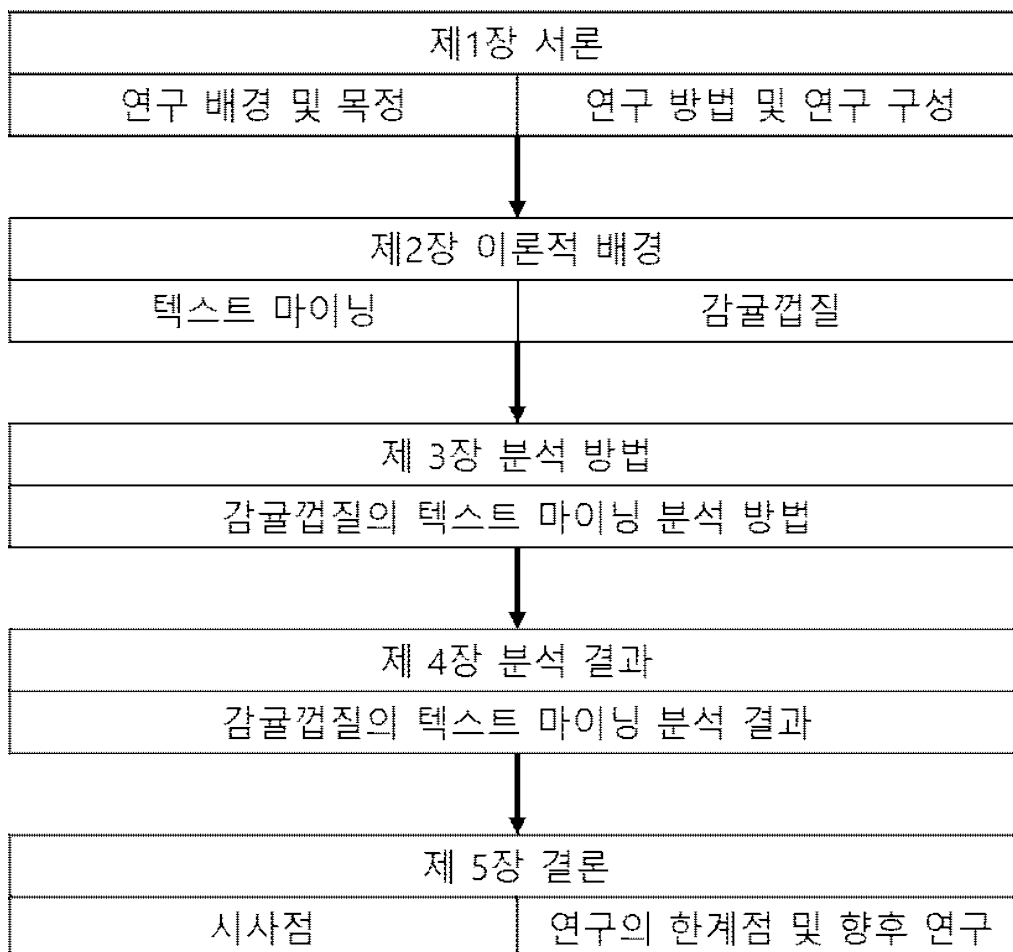 제1장 서론
연구 배경 및 목정
연구 방법 및 연구 구성
제2장 이론적 배경
텍스트 마이닝
감귤껍질
제 3장 분석 방법
감귤껍질의 텍스트 마이닝 분석 방법
제 4장 분석 결과
감귤껍질의 텍스트 마이닝 분석 결과
제 5장 결론
시사점
연구의 한계점 및 향후 연구